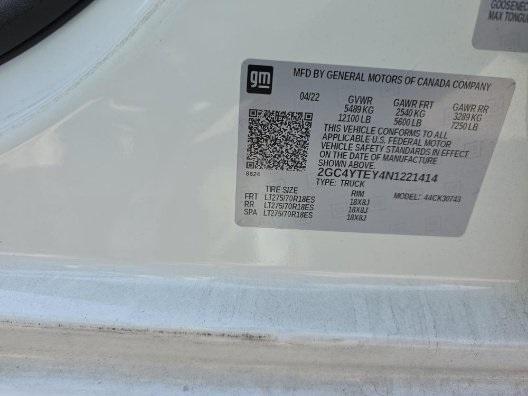 GOOSENECK
MAX TONGUE
gm
MFD BY GENERAL MOTORS OF CANADA COMPANY
04/22 GVWR GAWR FRT GAWR RR
5489 KG 2540 KG 3289 KG
12100 LB 5600 LB 7250 LB
THIS VEHICLE CONFORMS TO ALL
APPLICABLE U.S. FEDERAL MOTOR
VEHICLE SAFETY STANDARDS IN EFFECT
ON THE DATE OF MANUFACTURE
SHOWN ABOVE
2GC4YTEY4N1221414
TYPE: TRUCK MODEL: 44CK30743
TIRE SIZE RIM
FRT LT275/70R18ES 18X8J
RR LT275/70R18ES 18X8J
SPA LT275/70R18ES 18X8J